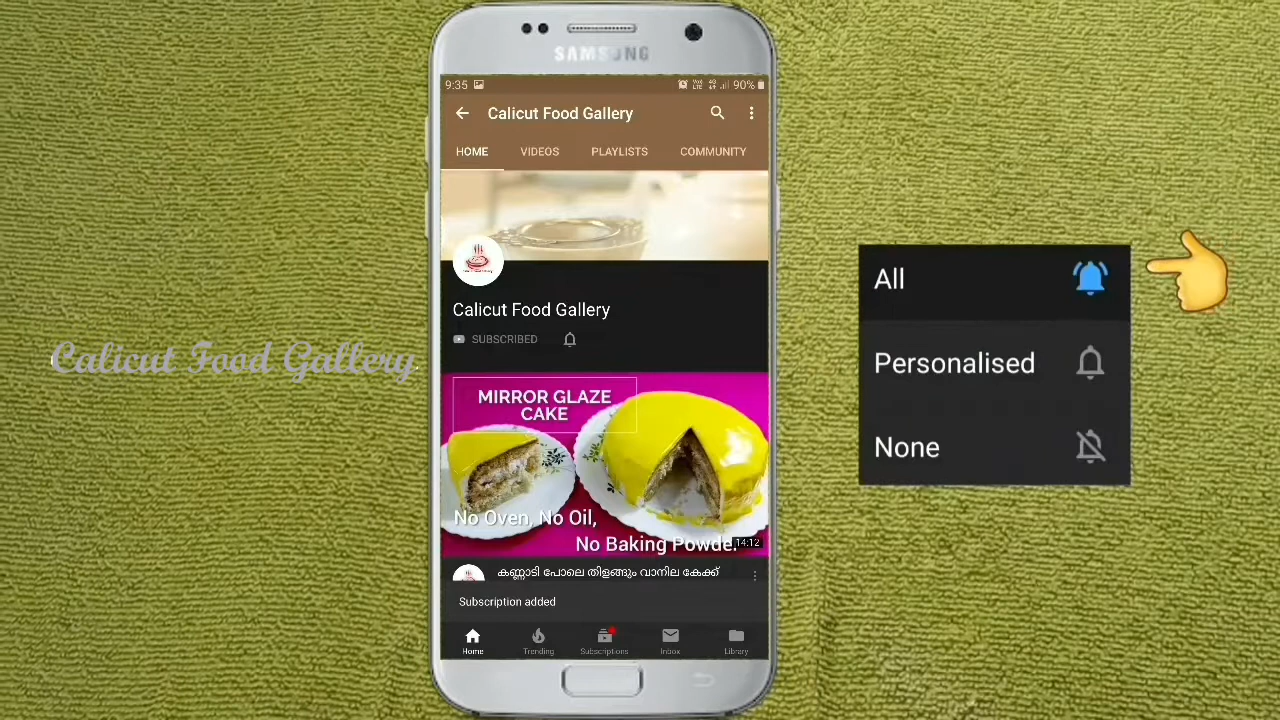 SAMSUNG
9:35
90%
Calicut Food Gallery
HOME
VIDEOS
PLAYLISTS
COMMUNITY
Calicut Food Gallery
SUBSCRIBED
MIRROR GLAZE
CAKE
No Oven, No Oil,
No Baking Powde.
14:12
കണ്ണാടി പോലെ തിളങ്ങും വാനില കേക്ക്
Subscription added
Home
Trending
Subscriptions
Inbox
Library
Calicut Food Gallery.
All
Personalised
None